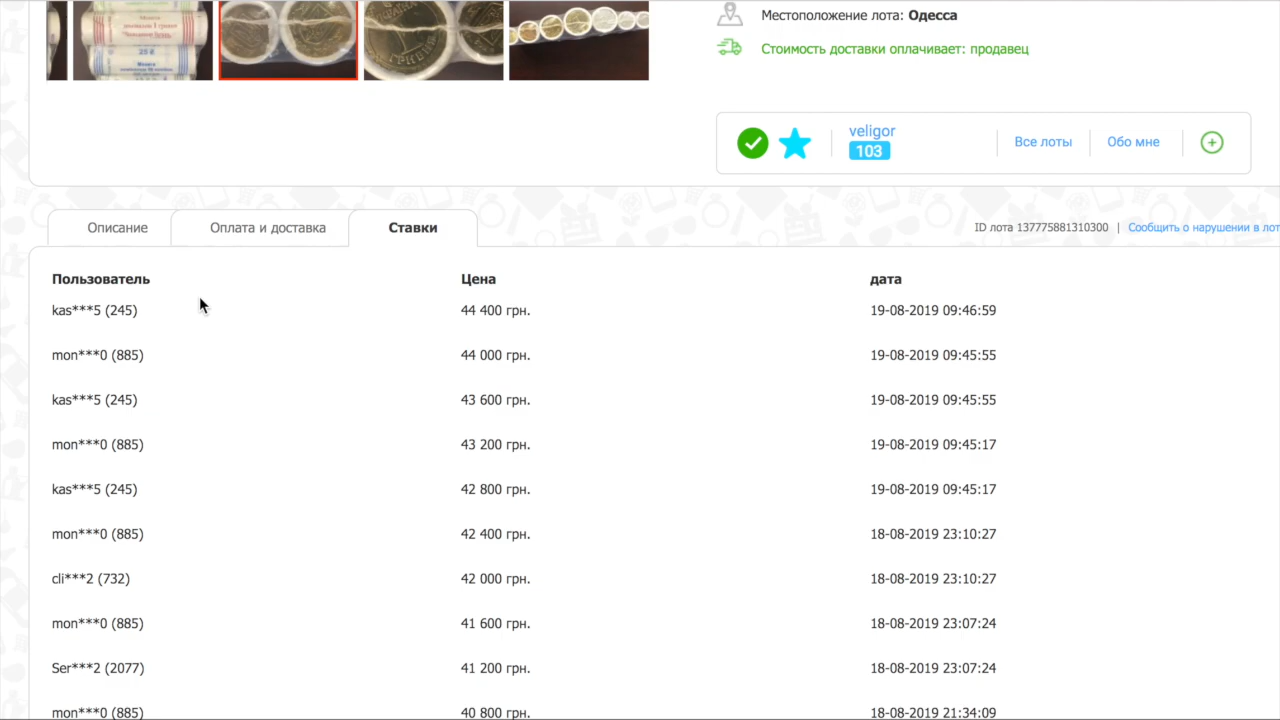 Местоположение лота: Одесса
Стоимость доставки оплачивает: продавец
veligor
103
Все лоты
Обо мне
Описание
Оплата и доставка
Ставки
ID лота 137775881310300 | Сообщить о нарушении в лот
Пользователь Цена дата
kas***5 (245) 44 400 грн. 19-08-2019 09:46:59
mon***0 (885) 44 000 грн. 19-08-2019 09:45:55
kas***5 (245) 43 600 грн. 19-08-2019 09:45:55
mon***0 (885) 43 200 грн. 19-08-2019 09:45:17
kas***5 (245) 42 800 грн. 19-08-2019 09:45:17
mon***0 (885) 42 400 грн. 18-08-2019 23:10:27
cli***2 (732) 42 000 грн. 18-08-2019 23:10:27
mon***0 (885) 41 600 грн. 18-08-2019 23:07:24
Ser***2 (2077) 41 200 грн. 18-08-2019 23:07:24
mon***0 (885) 40 800 грн. 18-08-2019 21:34:09